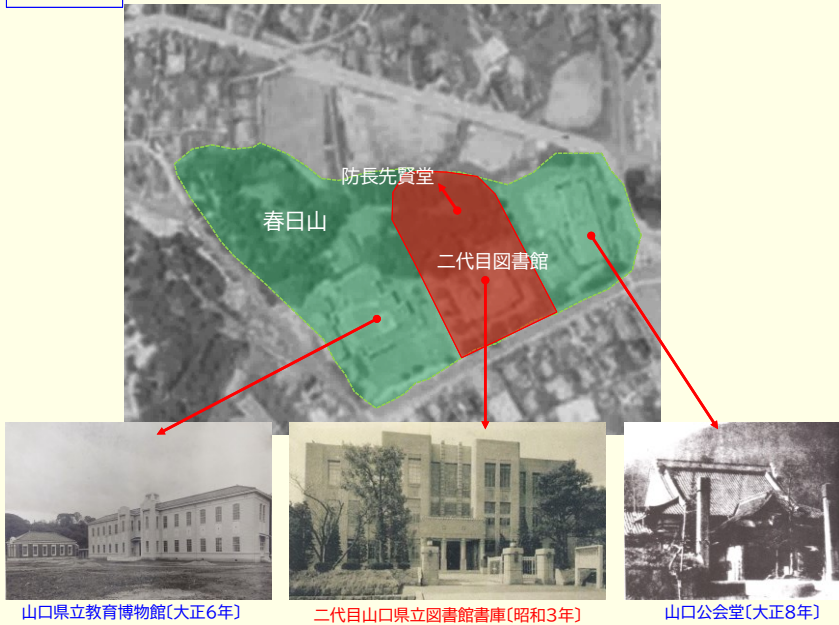 防長先賢堂
春日山
二代目図書館
山口県立教育博物館〔大正6年〕
二代目山口県立図書館書庫〔昭和3年〕
山口公会堂〔大正8年〕